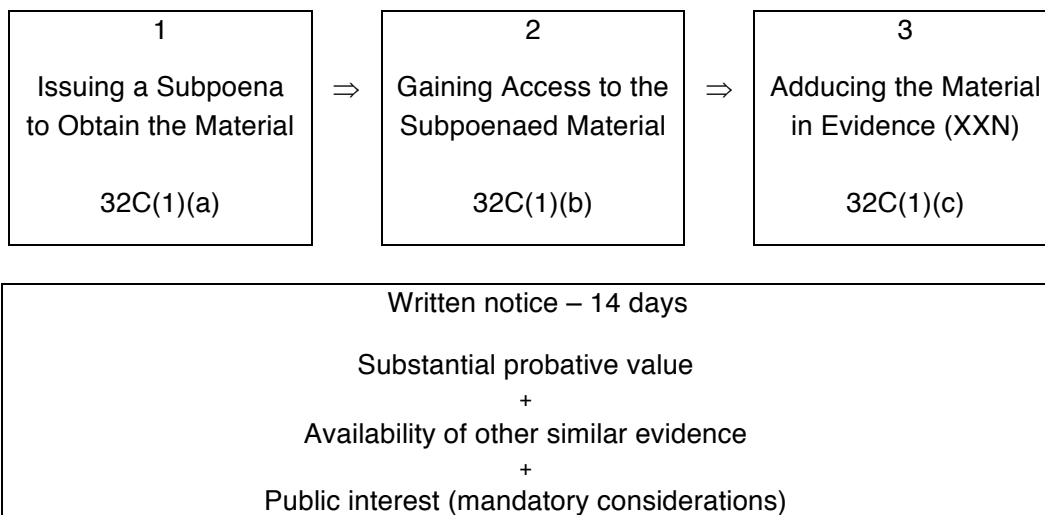 1
Issuing a Subpoena
to Obtain the Material
32C(1)(a)
⇒
2
Gaining Access to the
Subpoenaed Material
32C(1)(b)
⇒
3
Adducing the Material
in Evidence (XXN)
32C(1)(c)
Written notice – 14 days
Substantial probative value
+
Availability of other similar evidence
+
Public interest (mandatory considerations)